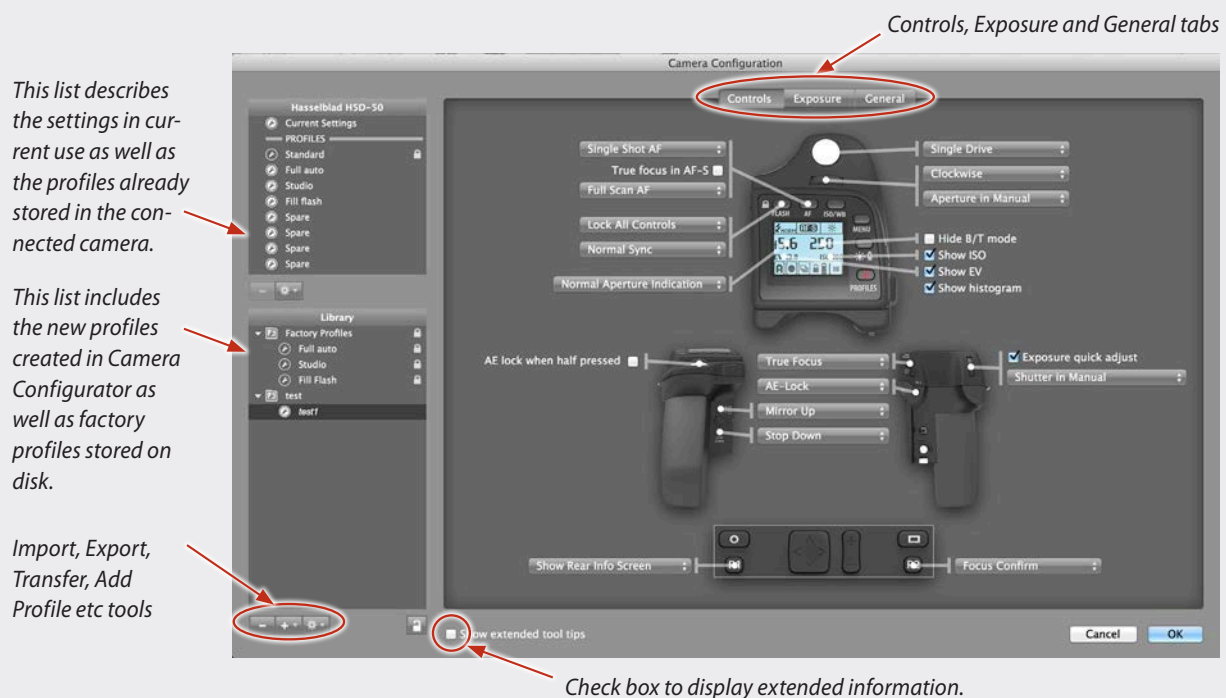 Controls, Exposure and General tabs
Camera Configuration
This list describes
the settings in cur-
rent use as well as
the profiles already
stored in the con-
nected camera.
This list includes
the new profiles
created in Camera
Configurator as
well as factory
profiles stored on
disk.
Import, Export,
Transfer, Add
Profile etc tools
Hasselblad H5D-50
Current Settings
PROFILES
Standard
Full auto
Studio
Fill flash
Spare
Spare
Spare
Spare
Library
Factory Profiles
Full auto
Studio
Fill Flash
test
test1
Controls Exposure General
Single Shot AF
True focus in AF-S
Full Scan AF
Lock All Controls
Normal Sync
Normal Aperture Indication
Single Drive
Clockwise
Aperture in Manual
Hide B/T mode
Show ISO
Show EV
Show histogram
FLASH AF ISO/WB
MENU
PROFILES
5.6 250
AE lock when half pressed
True Focus
AE-Lock
Mirror Up
Stop Down
Exposure quick adjust
Shutter in Manual
Show Rear Info Screen
Focus Confirm
Show extended tool tips
Cancel OK
Check box to display extended information.